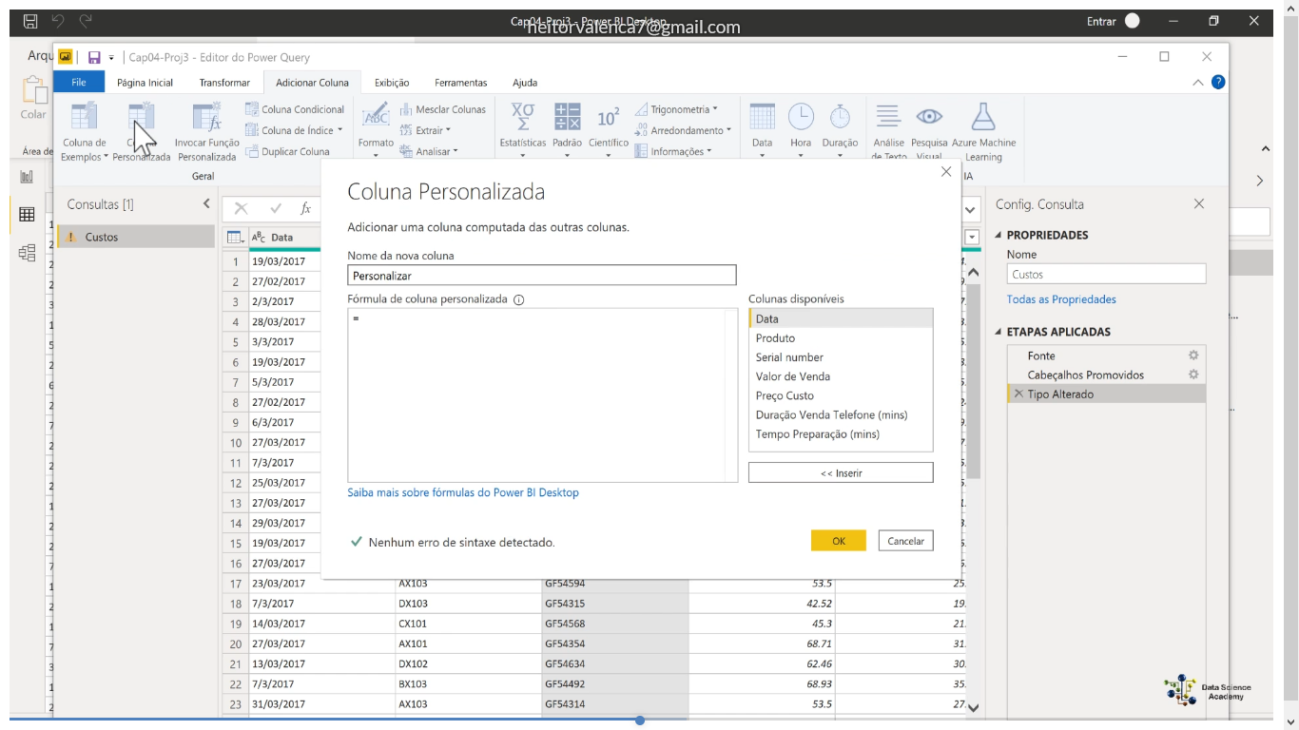 Cap04-Proj3 - Power BI Desktop
heitorvalenca7@gmail.com
Entrar
Arqu
Cap04-Proj3 - Editor do Power Query
File
Página Inicial
Transformar
Adicionar Coluna
Exibição
Ferramentas
Ajuda
Colar
Área de
Coluna de Exemplos
Personalizada
Invocar Função Personalizada
Coluna Condicional
Coluna de Índice
Duplicar Coluna
Geral
Formato
Mesclar Colunas
Extrair
Analisar
Estatísticas
Padrão
Científico
Trigonometria
Arredondamento
Informações
Data
Hora
Duração
Análise de Texto
Pesquisa Visual
Azure Machine Learning
IA
Consultas [1]
Custos
Data
1 19/03/2017
2 27/02/2017
3 2/3/2017
4 28/03/2017
5 3/3/2017
6 19/03/2017
7 5/3/2017
8 27/02/2017
9 6/3/2017
10 27/03/2017
11 7/3/2017
12 25/03/2017
13 27/03/2017
14 29/03/2017
15 19/03/2017
16 27/03/2017
17 23/03/2017 AX103 GF54594 53.5 25.
18 7/3/2017 DX103 GF54315 42.52 19.
19 14/03/2017 CX101 GF54568 45.3 21.
20 27/03/2017 AX101 GF54354 68.71 31.
21 13/03/2017 DX102 GF54634 62.46 30.
22 7/3/2017 BX103 GF54492 68.93 35.
23 31/03/2017 AX103 GF54314 53.5 27.
Coluna Personalizada
Adicionar uma coluna computada das outras colunas.
Nome da nova coluna
Personalizar
Fórmula de coluna personalizada
=
Colunas disponíveis
Data
Produto
Serial number
Valor de Venda
Preço Custo
Duração Venda Telefone (mins)
Tempo Preparação (mins)
<< Inserir
Saiba mais sobre fórmulas do Power BI Desktop
Nenhum erro de sintaxe detectado.
OK
Cancelar
Config. Consulta
PROPRIEDADES
Nome
Custos
Todas as Propriedades
ETAPAS APLICADAS
Fonte
Cabeçalhos Promovidos
Tipo Alterado
Data Science
Academy